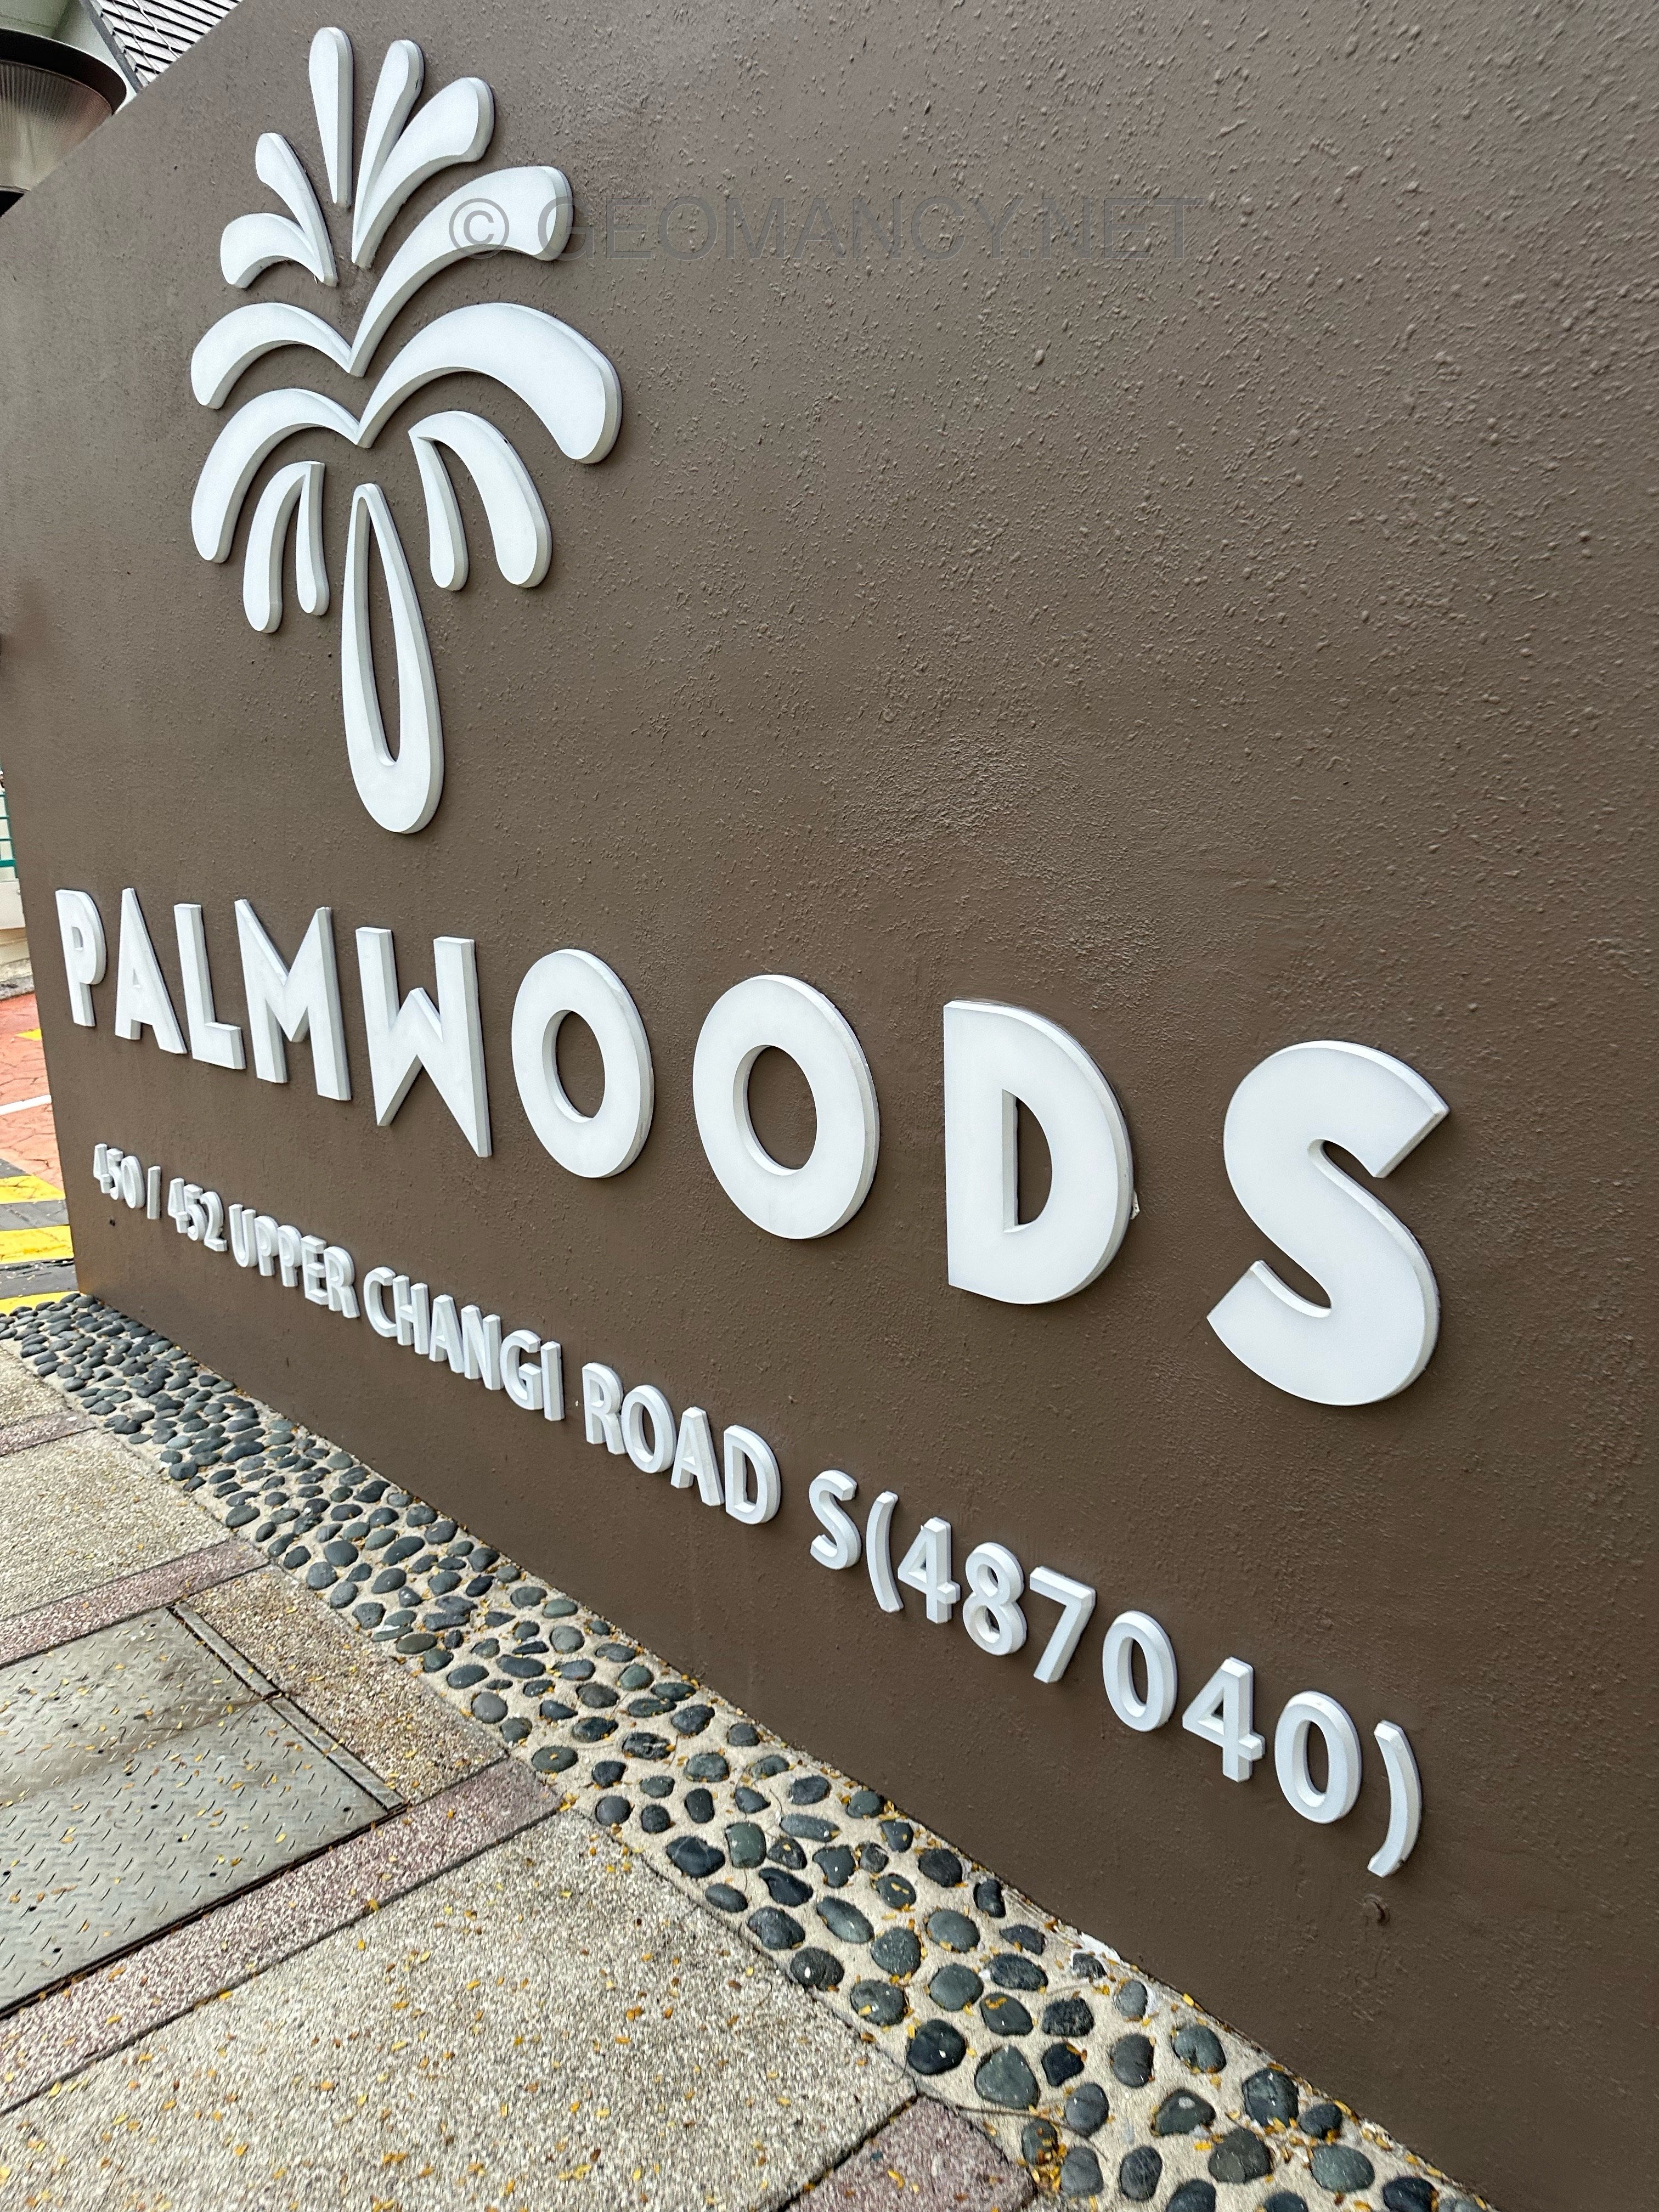 © GEOMANCY.NET
PALMWOODS
450 | 452 UPPER CHANGI ROAD S(487040)